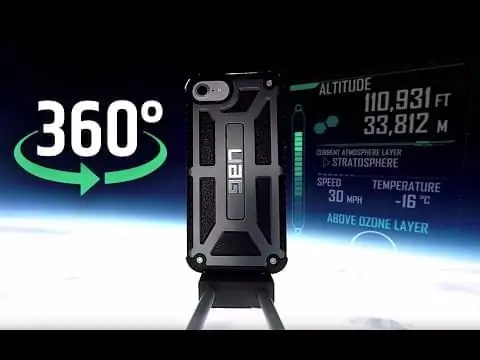 360°
UAG
ALTITUDE
110,931 FT
33,812 M
CURRENT ATMOSPHERE LAYER
▷ STRATOSPHERE
SPEED
30 MPH
TEMPERATURE
-16 °C
ABOVE OZONE LAYER